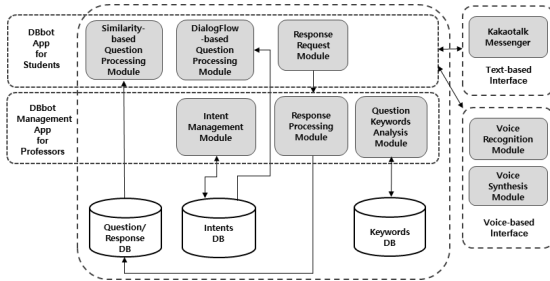 DBbot
App
for
Students
Similarity-
based
Question
Processing
Module
DialogFlow
-based
Question
Processing
Module
Response
Request
Module
Kakaotalk
Messenger
Text-based
Interface
DBbot
Management
App
for
Professors
Intent
Management
Module
Response
Processing
Module
Question
Keywords
Analysis
Module
Voice
Recognition
Module
Voice
Synthesis
Module
Voice-based
Interface
Question/
Response
DB
Intents
DB
Keywords
DB